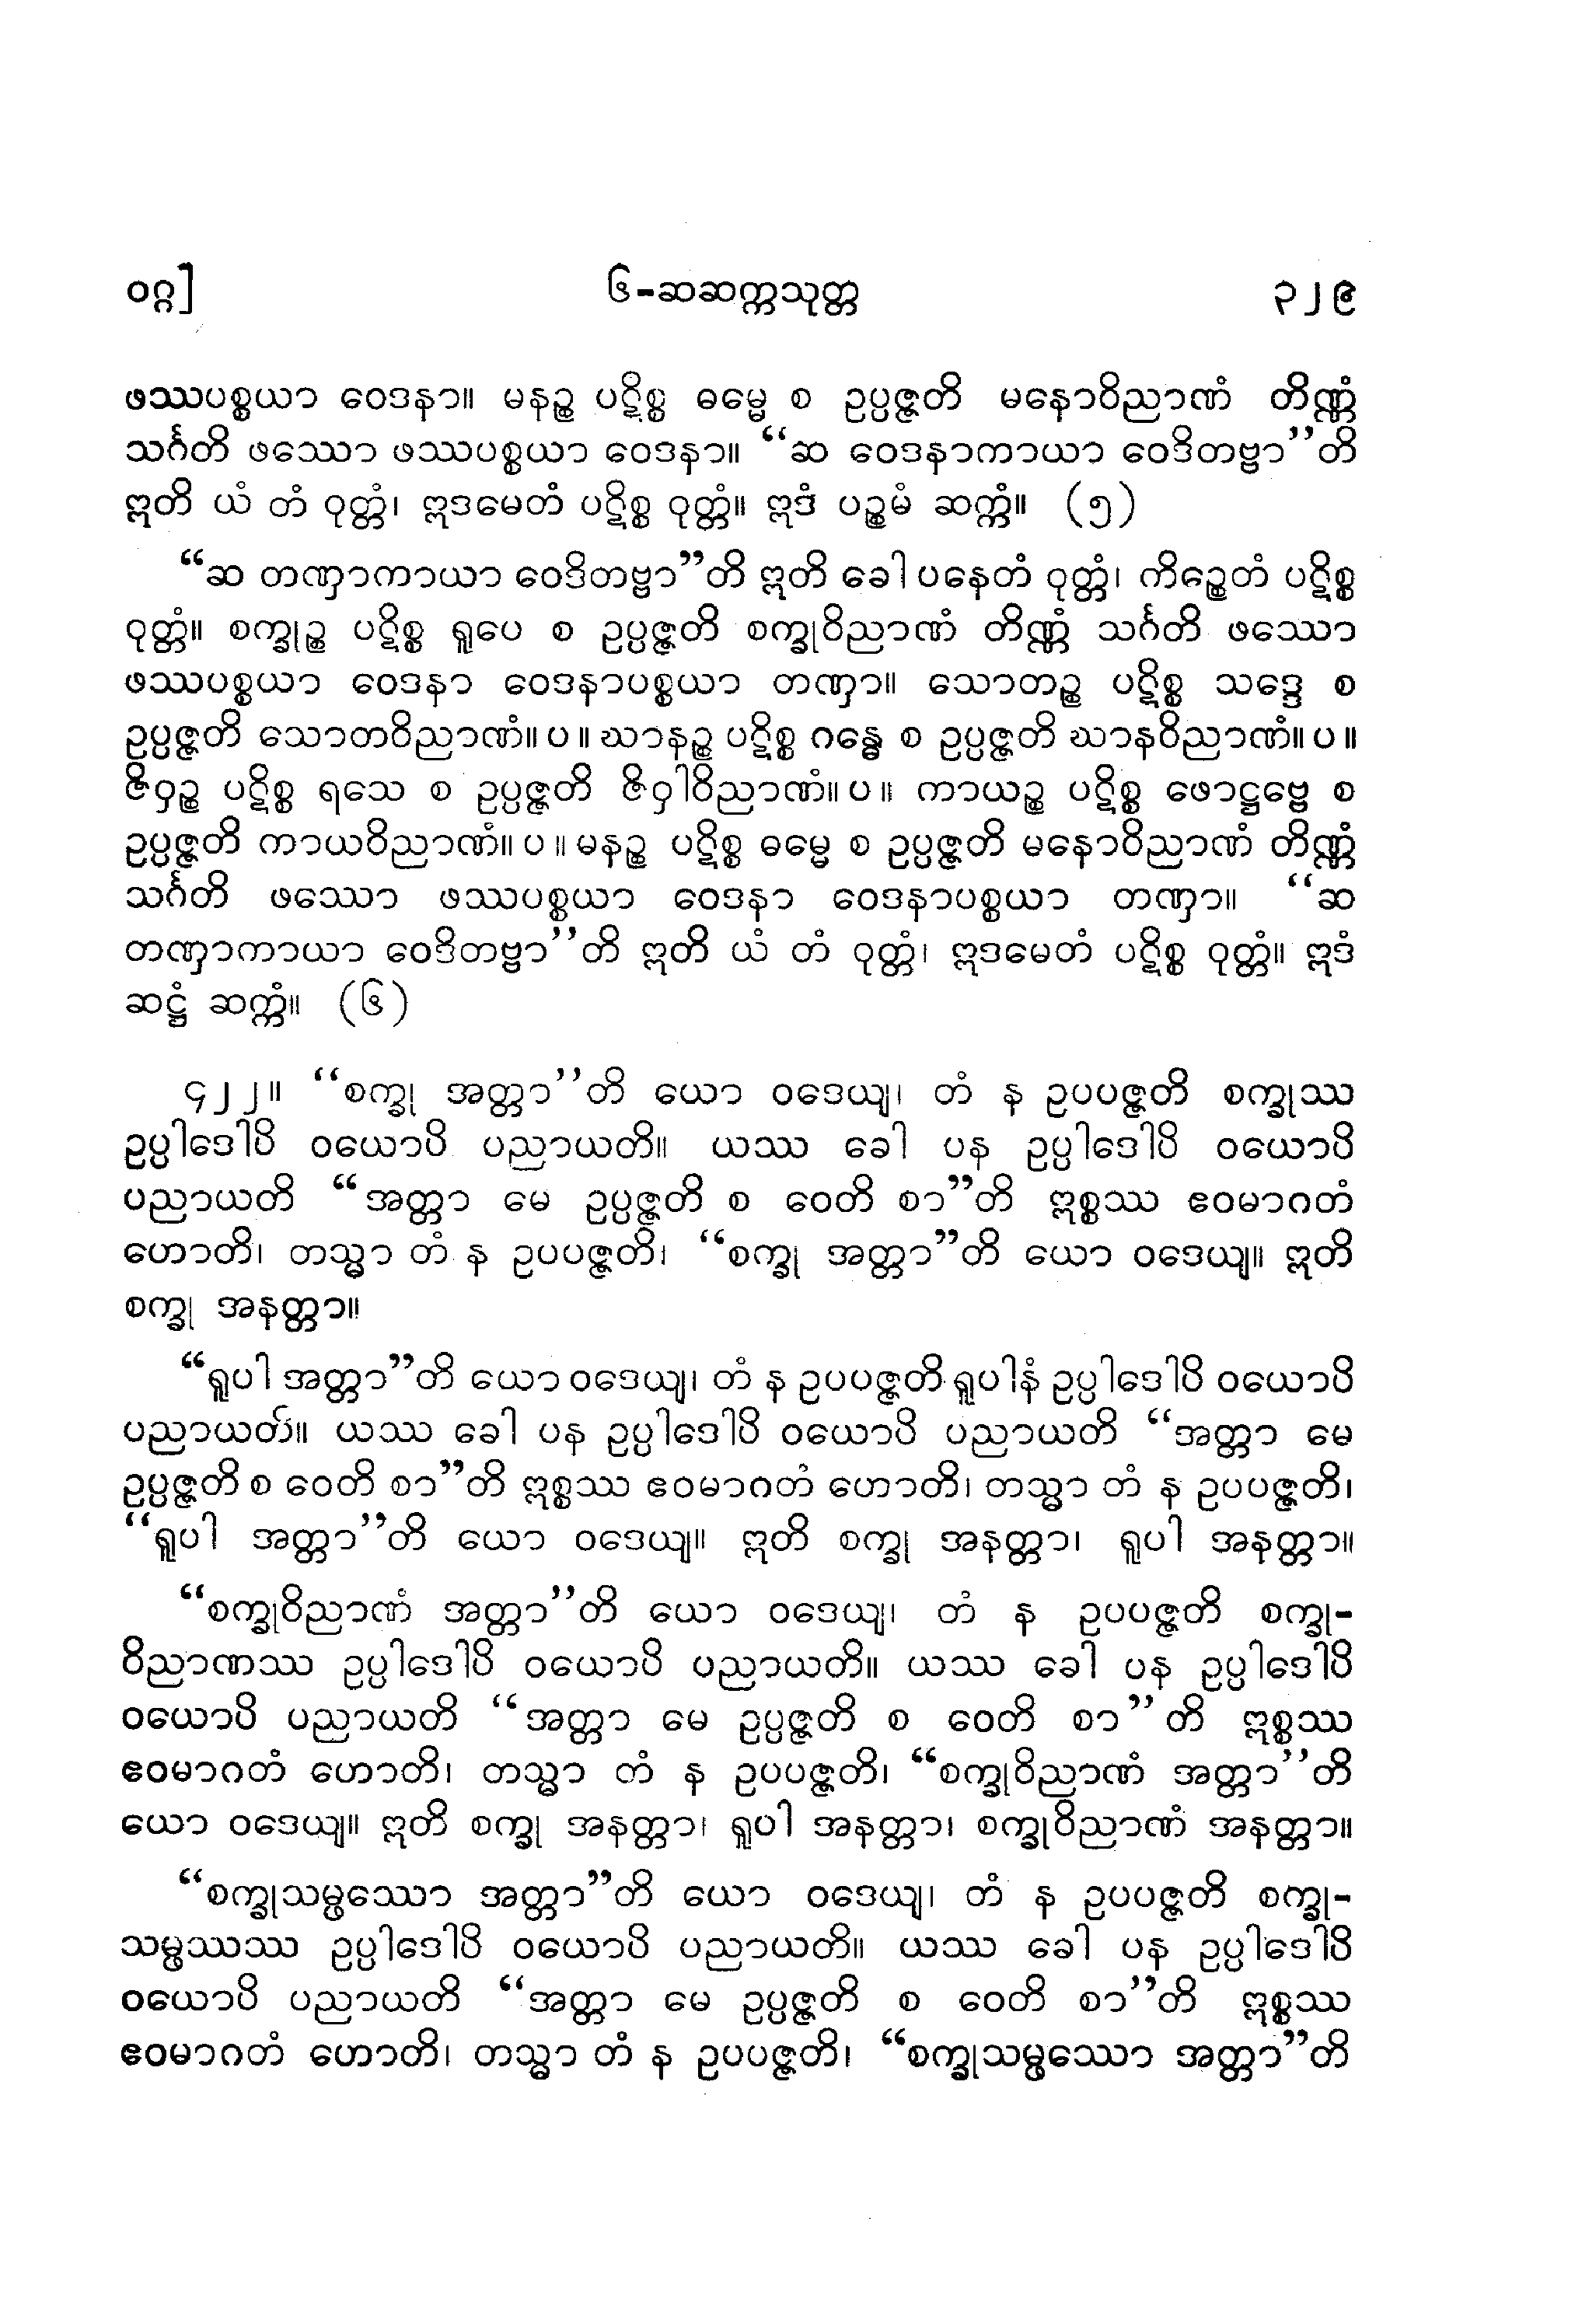 ဝဂ္ဂ] ၆-ဆဆက္ကသုတ္တ ၃၂၉
ဖဿပစ္စယာ ဝေဒနာ။ မနဉ္စ ပဋိစ္စ ဓမ္မေ စ ဥပ္ပဇ္ဇတိ မနောဝိညာဏံ တိဏ္ဏံ
သင်္ဂတိ ဖဿော ဖဿပစ္စယာ ဝေဒနာ။ “ဆ ဝေဒနာကာယာ ဝေဒိတဗ္ဗာ”တိ
ဣတိ ယံ တံ ဝုတ္တံ၊ ဣဒမေတံ ပဋိစ္စ ဝုတ္တံ။ ဣဒံ ပဉ္စမံ ဆက္ကံ။ (၅)
“ဆ တဏှာကာယာ ဝေဒိတဗ္ဗာ”တိ ဣတိ ခေါ ပနေတံ ဝုတ္တံ၊ ကိဉ္စေတံ ပဋိစ္စ
ဝုတ္တံ။ စက္ခုဉ္စ ပဋိစ္စ ရူပေ စ ဥပ္ပဇ္ဇတိ စက္ခုဝိညာဏံ တိဏ္ဏံ သင်္ဂတိ ဖဿော
ဖဿပစ္စယာ ဝေဒနာ ဝေဒနာပစ္စယာ တဏှာ။ သောတဉ္စ ပဋိစ္စ သဒ္ဒေ စ
ဥပ္ပဇ္ဇတိ သောတဝိညာဏံ။ ပ ။ ဃာနဉ္စ ပဋိစ္စ ဂန္ဓေ စ ဥပ္ပဇ္ဇတိ ဃာနဝိညာဏံ။ ပ ။
ဇိဝှဉ္စ ပဋိစ္စ ရသေ စ ဥပ္ပဇ္ဇတိ ဇိဝှါဝိညာဏံ။ ပ ။ ကာယဉ္စ ပဋိစ္စ ဖောဋ္ဌဗ္ဗေ စ
ဥပ္ပဇ္ဇတိ ကာယဝိညာဏံ။ ပ ။ မနဉ္စ ပဋိစ္စ ဓမ္မေ စ ဥပ္ပဇ္ဇတိ မနောဝိညာဏံ တိဏ္ဏံ
သင်္ဂတိ ဖဿော ဖဿပစ္စယာ ဝေဒနာ ဝေဒနာပစ္စယာ တဏှာ။ “ဆ
တဏှာကာယာ ဝေဒိတဗ္ဗာ”တိ ဣတိ ယံ တံ ဝုတ္တံ၊ ဣဒမေတံ ပဋိစ္စ ဝုတ္တံ။ ဣဒံ
ဆဋ္ဌံ ဆက္ကံ။ (၆)
၄၂၂။ “စက္ခု အတ္တာ”တိ ယော ဝဒေယျ၊ တံ န ဥပပဇ္ဇတိ စက္ခုဿ
ဥပ္ပါဒေါပိ ဝယောပိ ပညာယတိ။ ယဿ ခေါ ပန ဥပ္ပါဒေါပိ ဝယောပိ
ပညာယတိ “အတ္တာ မေ ဥပ္ပဇ္ဇတိ စ ဝေတိ စာ”တိ ဣစ္စဿ ဧဝမာဂတံ
ဟောတိ၊ တသ္မာ တံ န ဥပပဇ္ဇတိ၊ “စက္ခု အတ္တာ”တိ ယော ဝဒေယျ။ ဣတိ
စက္ခု အနတ္တာ။
“ရူပါ အတ္တာ”တိ ယော ဝဒေယျ၊ တံ န ဥပပဇ္ဇတိ ရူပါနံ ဥပ္ပါဒေါပိ ဝယောပိ
ပညာယတိ။ ယဿ ခေါ ပန ဥပ္ပါဒေါပိ ဝယောပိ ပညာယတိ “အတ္တာ မေ
ဥပ္ပဇ္ဇတိ စ ဝေတိ စာ”တိ ဣစ္စဿ ဧဝမာဂတံ ဟောတိ၊ တသ္မာ တံ န ဥပပဇ္ဇတိ၊
“ရူပါ အတ္တာ”တိ ယော ဝဒေယျ။ ဣတိ စက္ခု အနတ္တာ၊ ရူပါ အနတ္တာ။
“စက္ခုဝိညာဏံ အတ္တာ”တိ ယော ဝဒေယျ၊ တံ န ဥပပဇ္ဇတိ စက္ခု-
ဝိညာဏဿ ဥပ္ပါဒေါပိ ဝယောပိ ပညာယတိ။ ယဿ ခေါ ပန ဥပ္ပါဒေါပိ
ဝယောပိ ပညာယတိ “အတ္တာ မေ ဥပ္ပဇ္ဇတိ စ ဝေတိ စာ”တိ ဣစ္စဿ
ဧဝမာဂတံ ဟောတိ၊ တသ္မာ တံ န ဥပပဇ္ဇတိ၊ “စက္ခုဝိညာဏံ အတ္တာ”တိ
ယော ဝဒေယျ။ ဣတိ စက္ခု အနတ္တာ၊ ရူပါ အနတ္တာ၊ စက္ခုဝိညာဏံ အနတ္တာ။
“စက္ခုသမ္ဖဿော အတ္တာ”တိ ယော ဝဒေယျ၊ တံ န ဥပပဇ္ဇတိ စက္ခု-
သမ္ဖဿဿ ဥပ္ပါဒေါပိ ဝယောပိ ပညာယတိ။ ယဿ ခေါ ပန ဥပ္ပါဒေါပိ
ဝယောပိ ပညာယတိ “အတ္တာ မေ ဥပ္ပဇ္ဇတိ စ ဝေတိ စာ”တိ ဣစ္စဿ
ဧဝမာဂတံ ဟောတိ၊ တသ္မာ တံ န ဥပပဇ္ဇတိ၊ “စက္ခုသမ္ဖဿော အတ္တာ”တိ